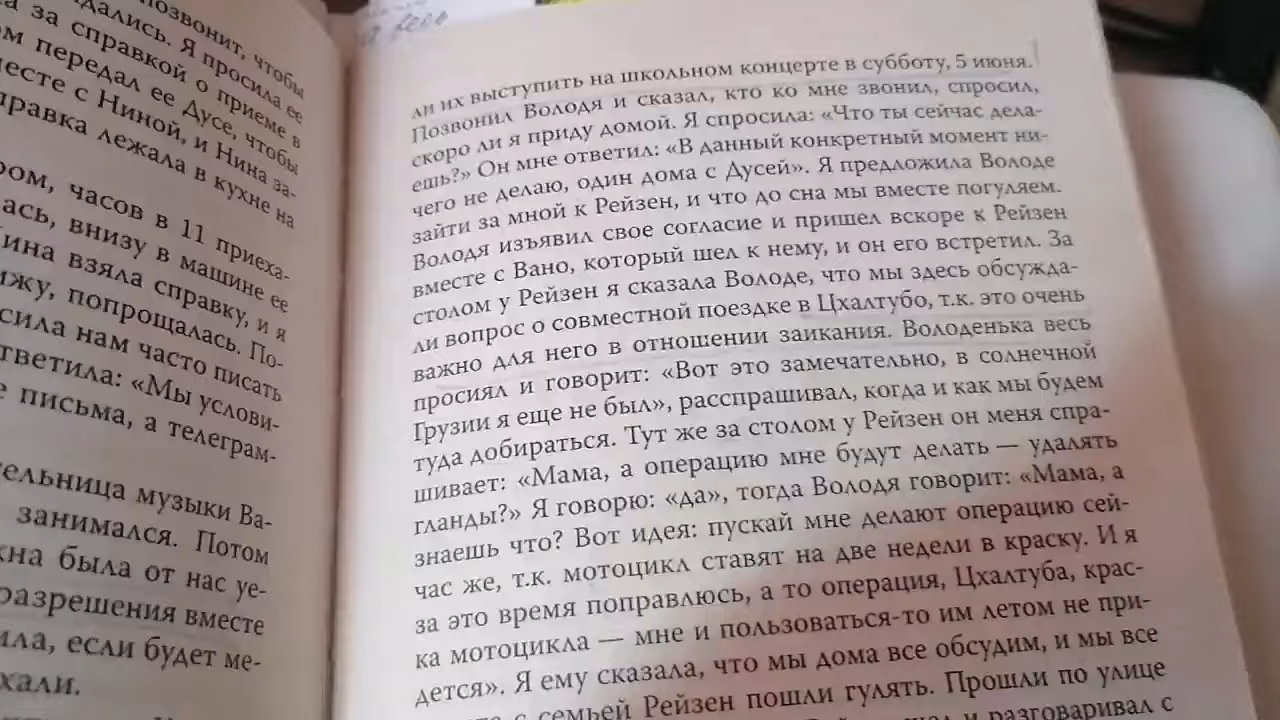 позвонит, чтобы
дались. Я просила ее
за справкой о приеме в
ом передал ее Дусе, чтобы
месте с Ниной, и Нина за-
правка лежала в кухне на
ром, часов в 11 приеха-
ась, внизу в машине ее
Нина взяла справку, и я
ижу, попрощалась. По-
сила нам часто писать
тветила: «Мы услови-
е письма, а телеграм-
ельница музыки Ва-
занимался. Потом
жна была от нас уе-
разрешения вместе
ила, если будет ме-
хали.
ли их выступить на школьном концерте в субботу, 5 июня.
Позвонил Володя и сказал, кто ко мне звонил, спросил,
скоро ли я приду домой. Я спросила: «Что ты сейчас дела-
ешь?» Он мне ответил: «В данный конкретный момент ни-
чего не делаю, один дома с Дусей». Я предложила Володе
зайти за мной к Рейзен, и что до сна мы вместе погуляем.
Володя изъявил свое согласие и пришел вскоре к Рейзен
вместе с Вано, который шел к нему, и он его встретил. За
столом у Рейзен я сказала Володе, что мы здесь обсужда-
ли вопрос о совместной поездке в Цхалтубо, т.к. это очень
важно для него в отношении заикания. Володенька весь
просиял и говорит: «Вот это замечательно, в солнечной
Грузии я еще не был», расспрашивал, когда и как мы будем
туда добираться. Тут же за столом у Рейзен он меня спра-
шивает: «Мама, а операцию мне будут делать — удалять
гланды?» Я говорю: «да», тогда Володя говорит: «Мама, а
знаешь что? Вот идея: пускай мне делают операцию сей-
час же, т.к. мотоцикл ставят на две недели в краску. И я
за это время поправлюсь, а то операция, Цхалтуба, крас-
ка мотоцикла — мне и пользоваться-то им летом не при-
дется». Я ему сказала, что мы дома все обсудим, и мы все
с семьей Рейзен пошли гулять. Прошли по улице
и разговаривал с